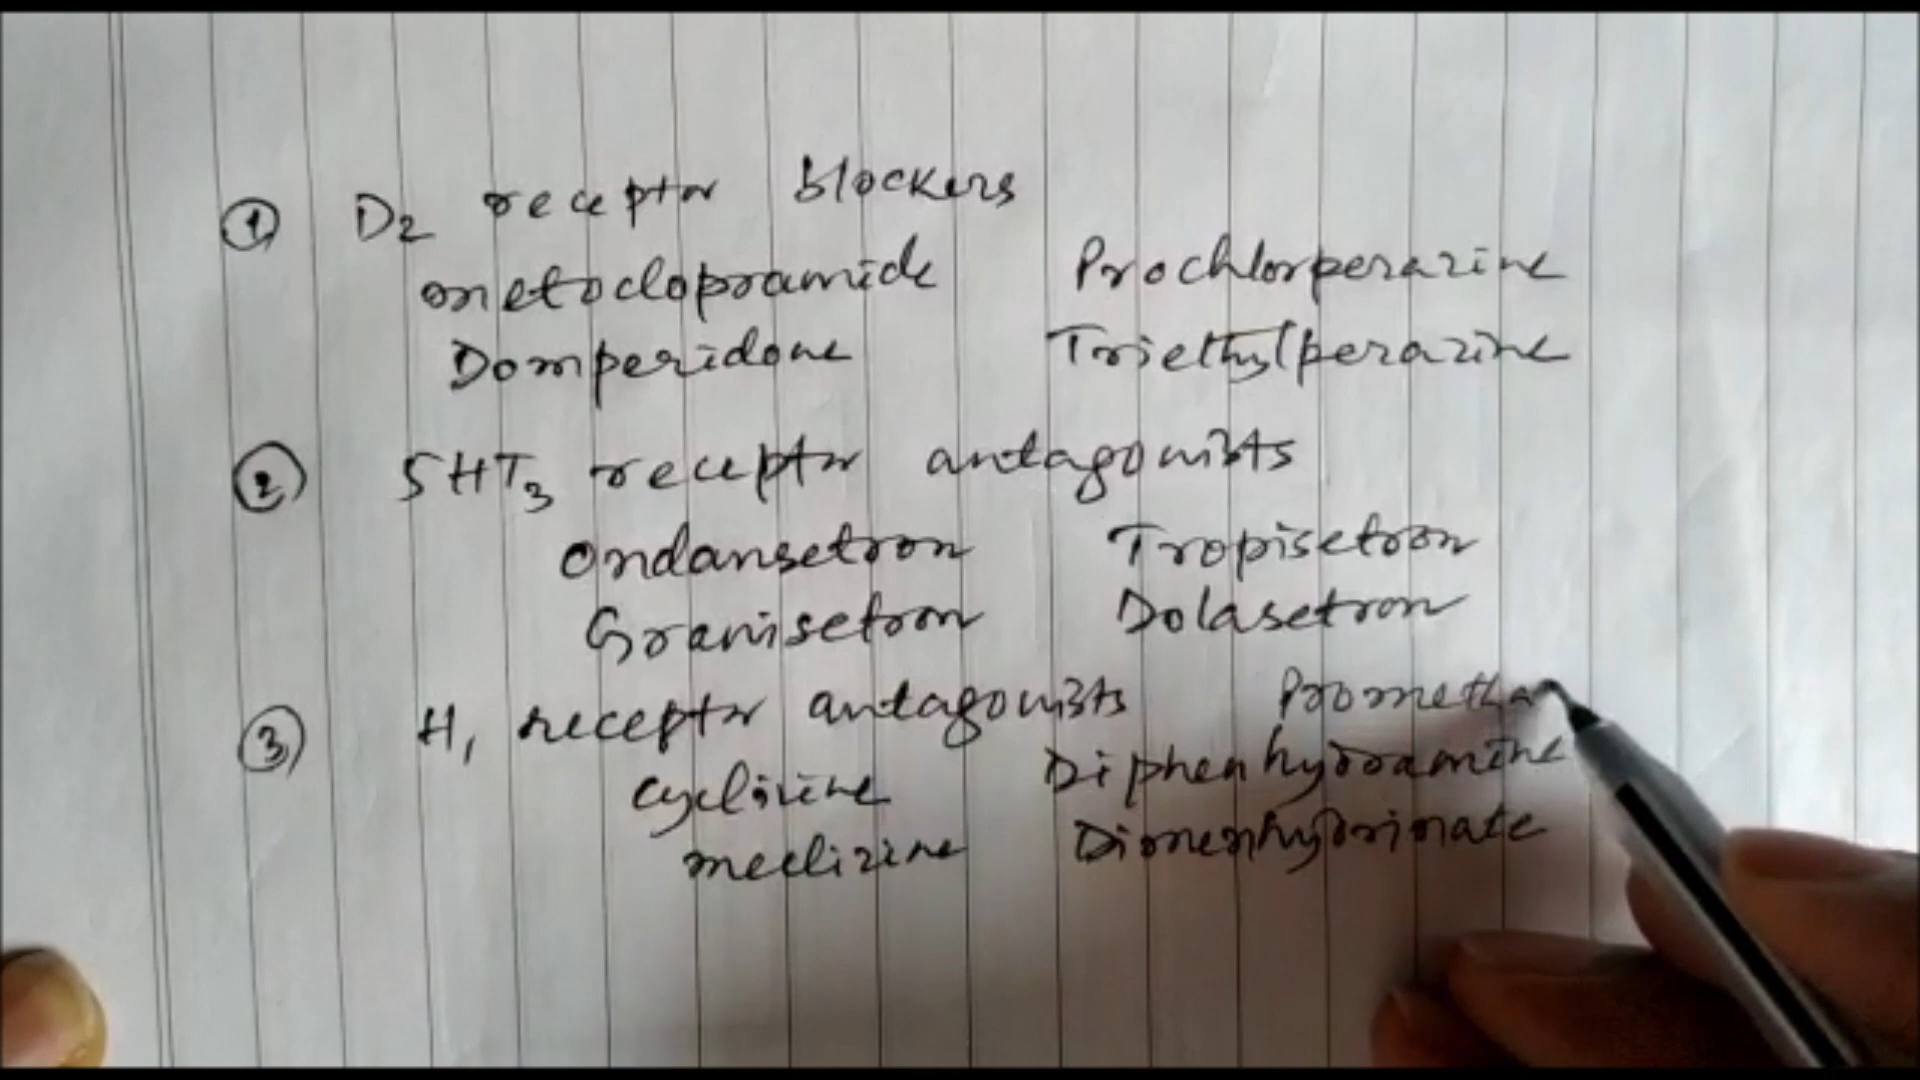 ① D2 receptor blockers
metoclopramide Prochlorperazine
Domperidone Triethylperazine
② 5HT3 receptor antagonists
Ondansetron Tropisetron
Granisetron Dolasetron
③ H1 receptor antagonists Prometha
cyclizine Diphenhydramine
meclizine Dimenhydrinate